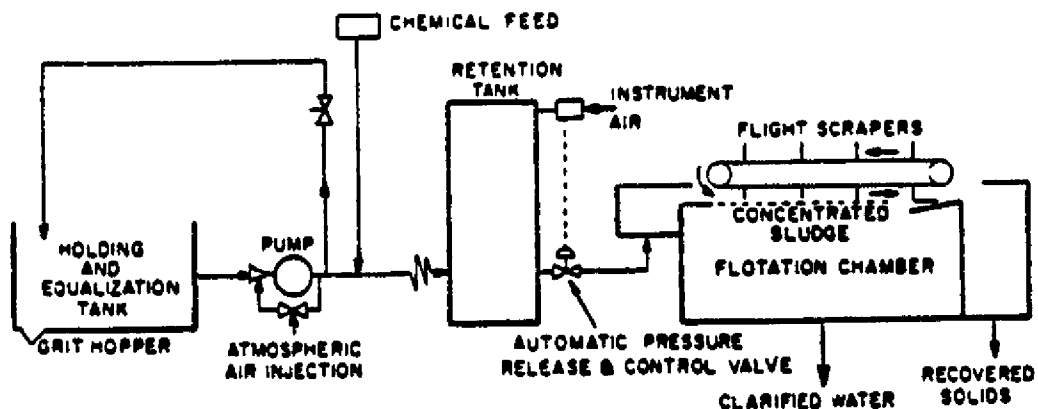 CHEMICAL FEED
RETENTION
TANK
INSTRUMENT
AIR
FLIGHT SCRAPERS
HOLDING
AND
EQUALIZATION
TANK
PUMP
CONCENTRATED
SLUDGE
FLOTATION CHAMBER
GRIT HOPPER
ATMOSPHERIC
AIR INJECTION
AUTOMATIC PRESSURE
RELEASE & CONTROL VALVE
CLARIFIED WATER
RECOVERED
SOLIDS